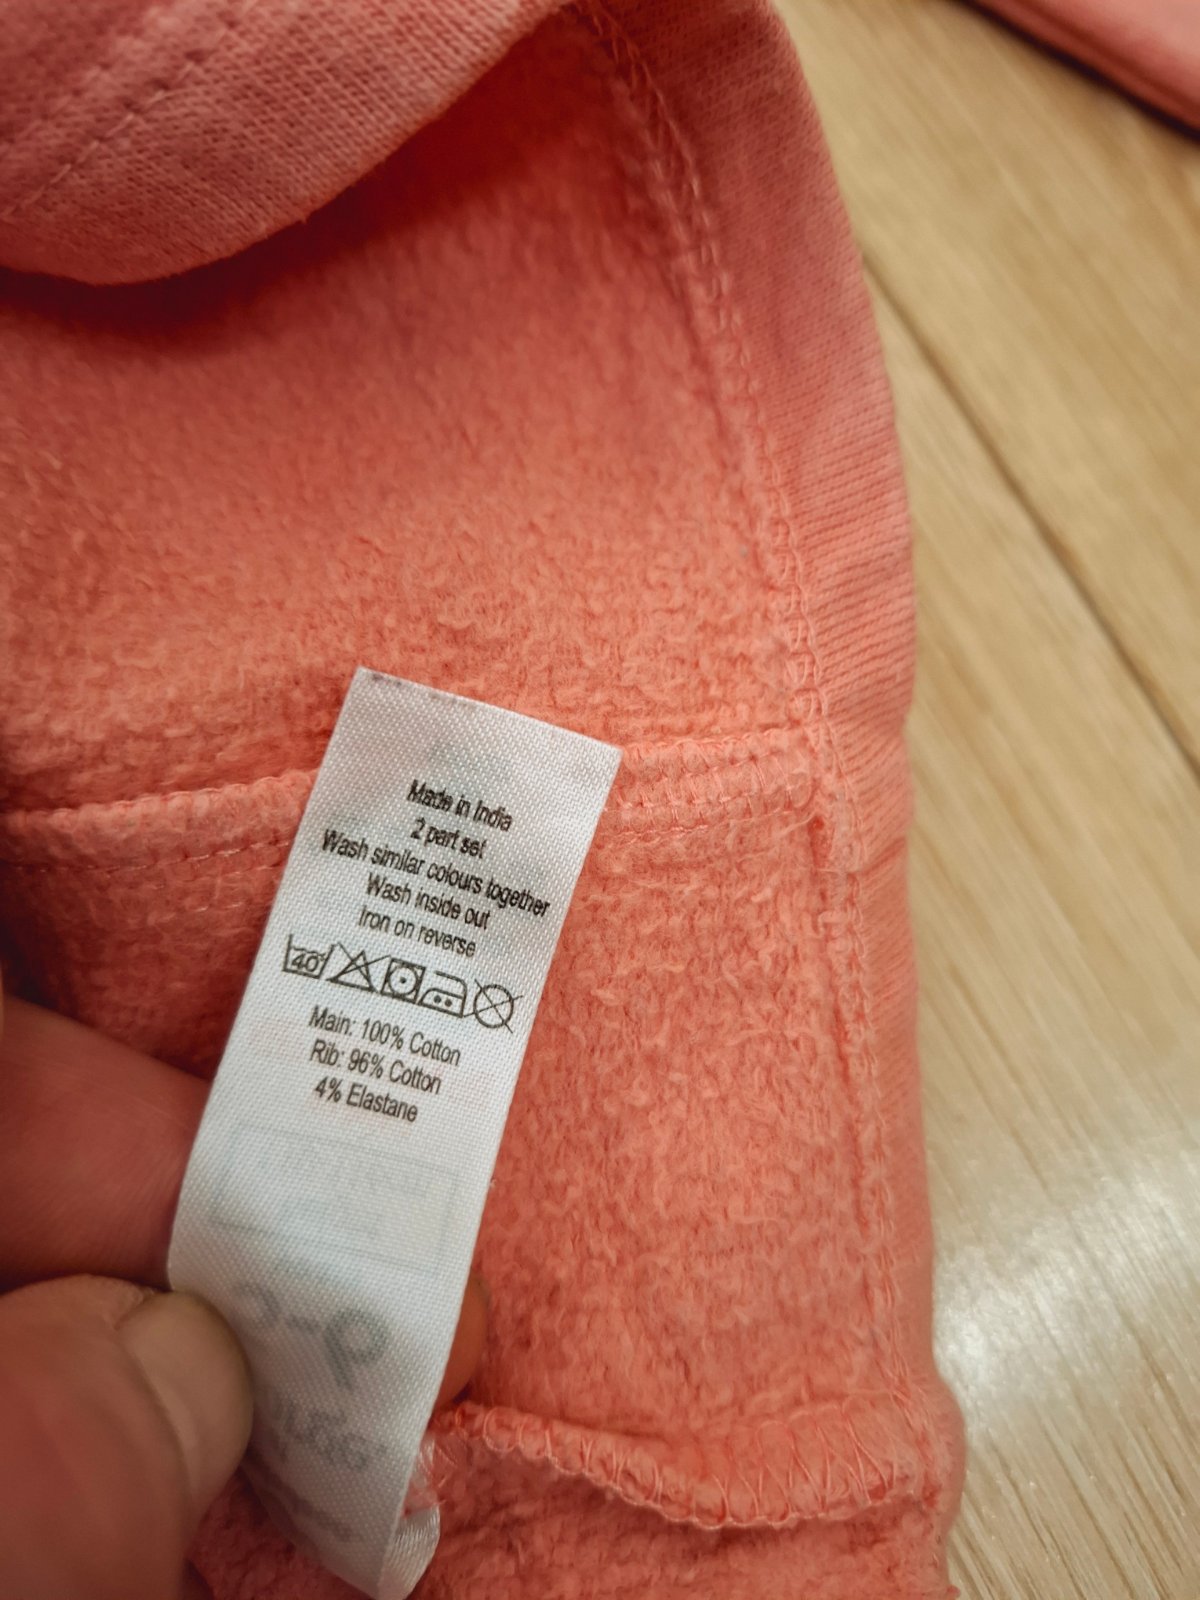 Made in India
2 part set
Wash similar colours together
Wash inside out
Iron on reverse
40
Main: 100% Cotton
Rib: 96% Cotton
4% Elastane